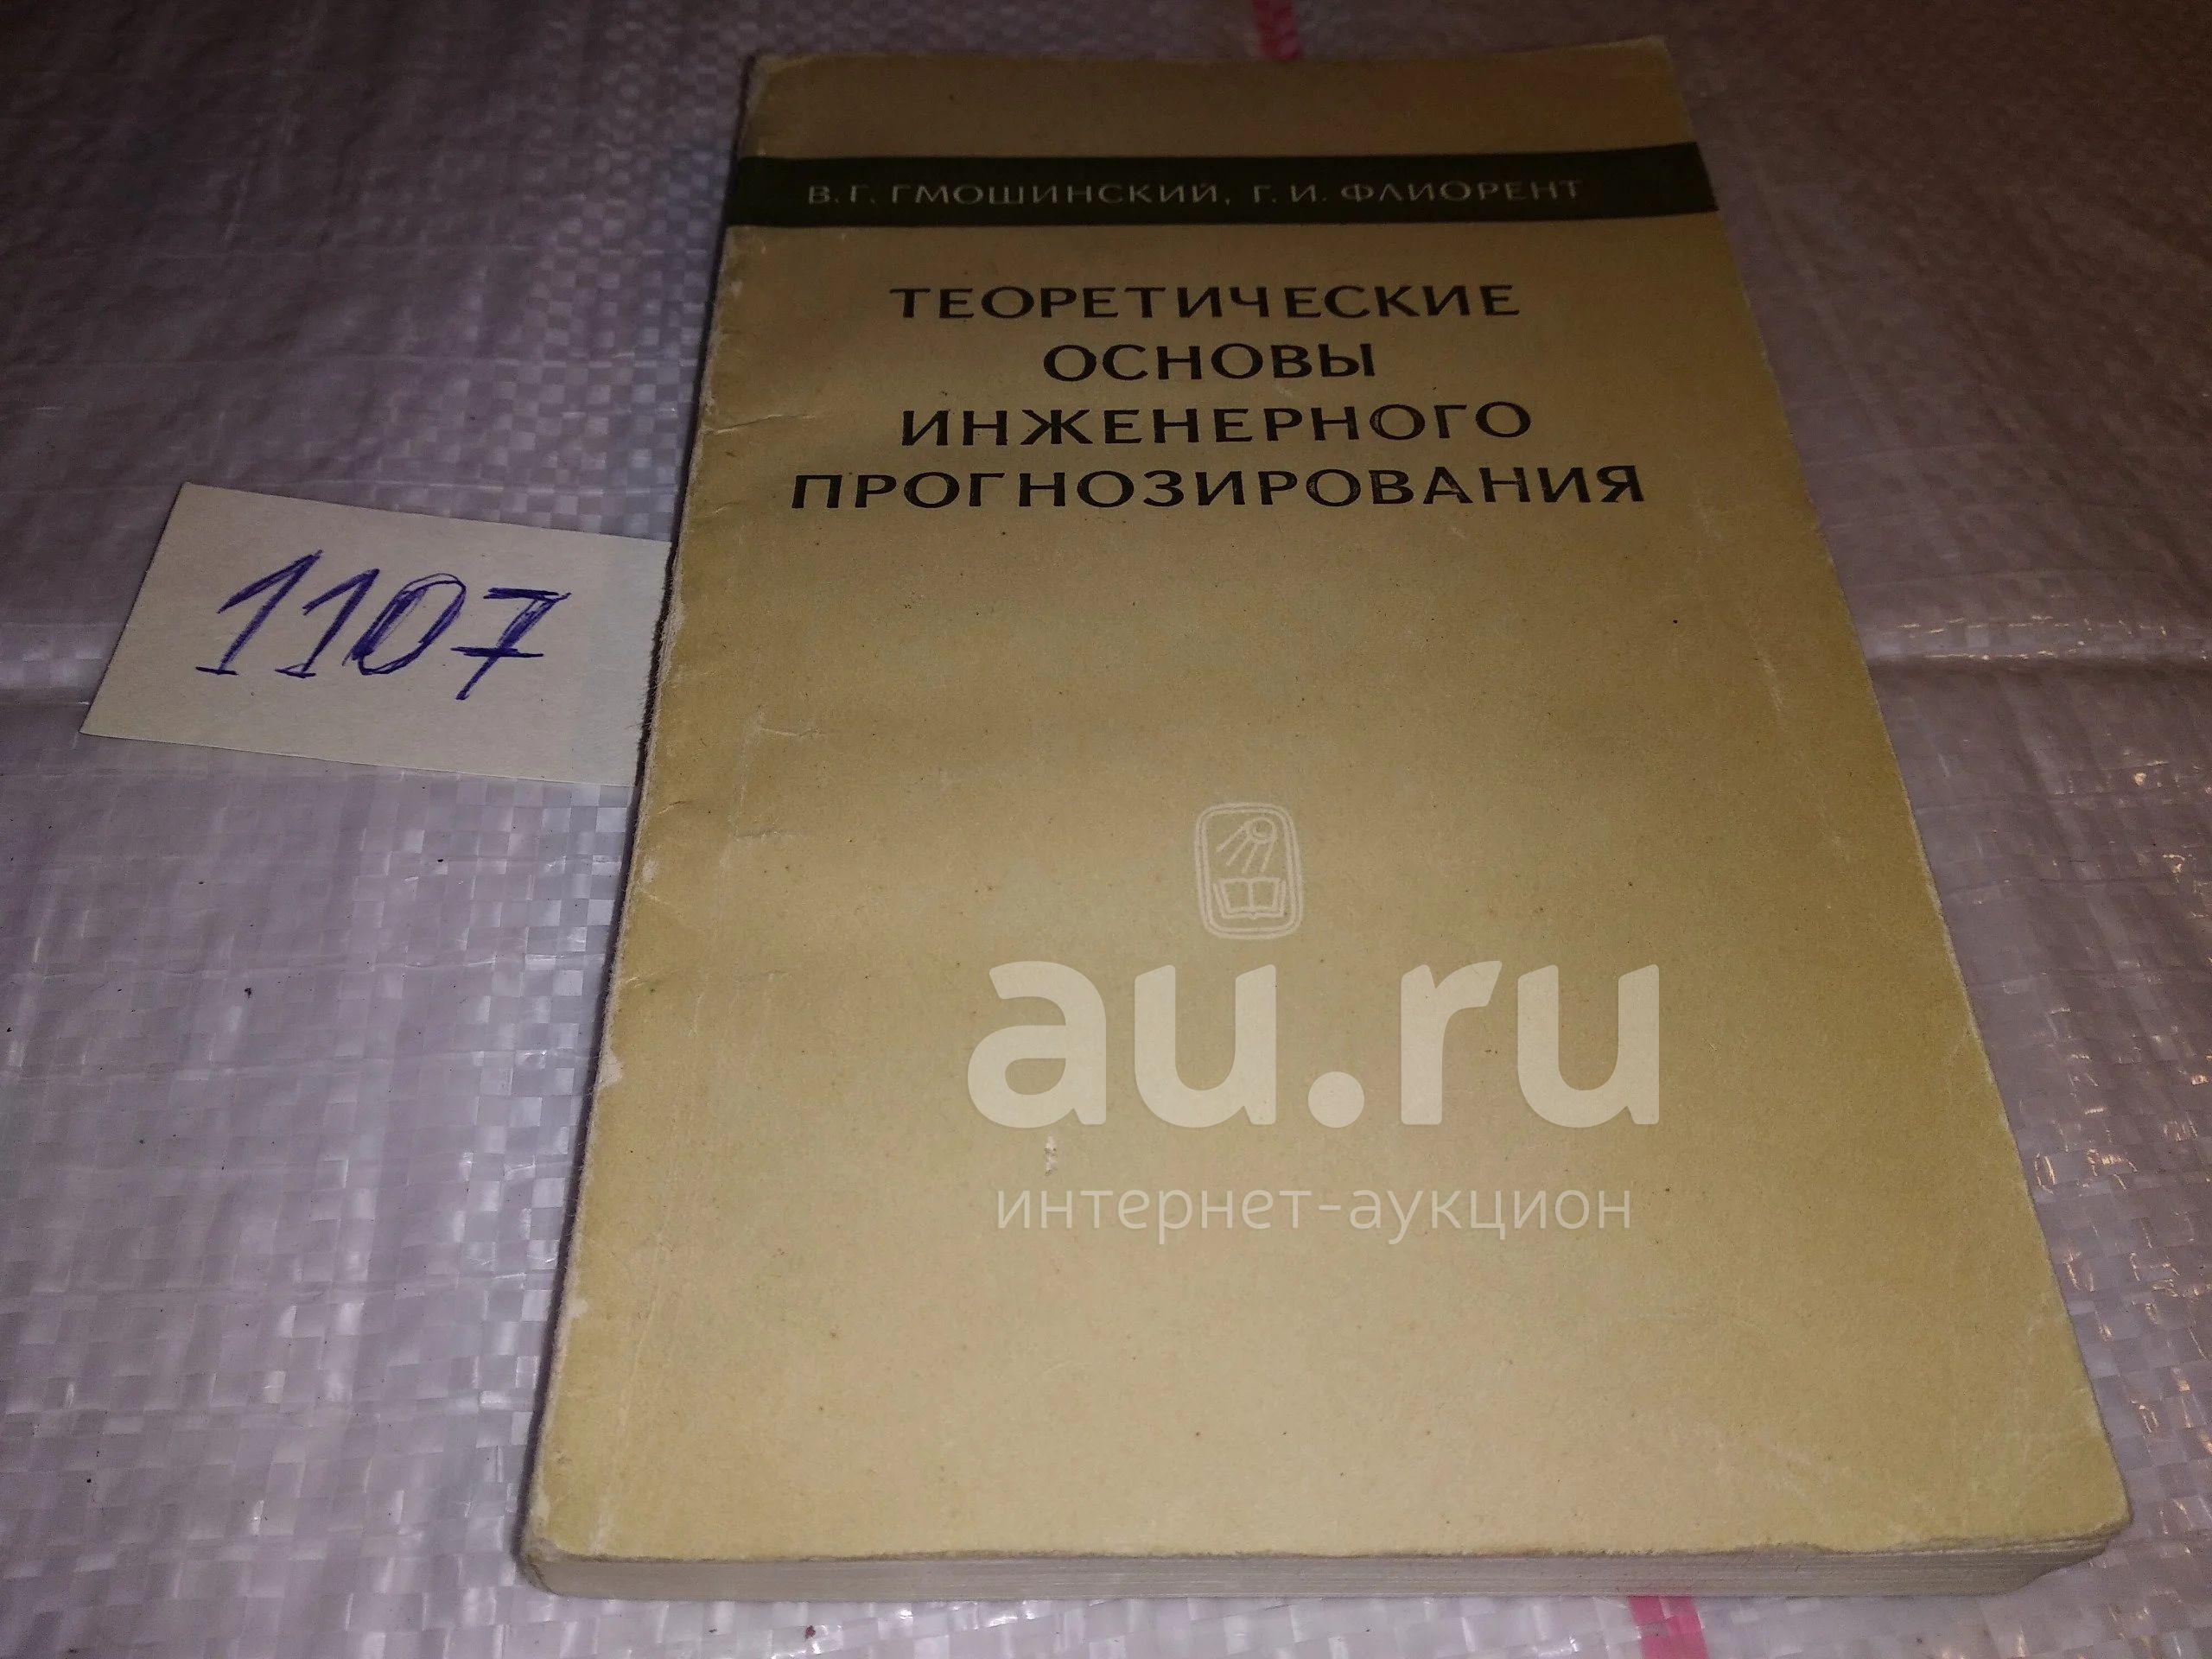 В. Г. ГМОШИНСКИЙ, Г. И. ФЛИОРЕНТ
ТЕОРЕТИЧЕСКИЕ
ОСНОВЫ
ИНЖЕНЕРНОГО
ПРОГНОЗИРОВАНИЯ
1107
au.ru
интернет-аукцион